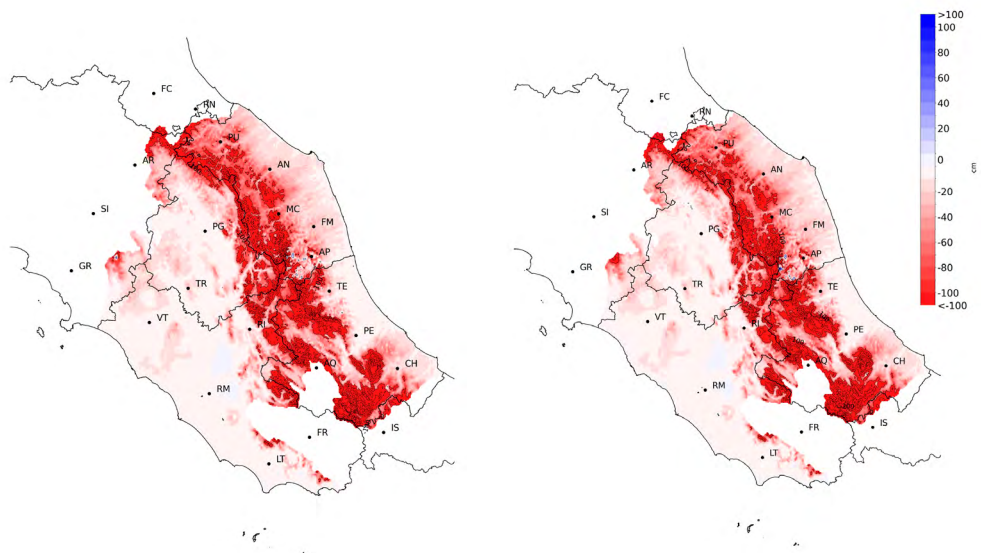 FC
RN
PU
AR
AN
SI
MC
PG
FM
AP
GR
TR
TE
VT
RI
PE
AQ
CH
RM
FR
IS
LT
FC
RN
PU
AR
AN
SI
MC
PG
FM
AP
GR
TR
TE
VT
RI
PE
AQ
CH
RM
FR
IS
LT
>100
100
80
60
40
20
0
-20
-40
-60
-80
-100
<-100
cm